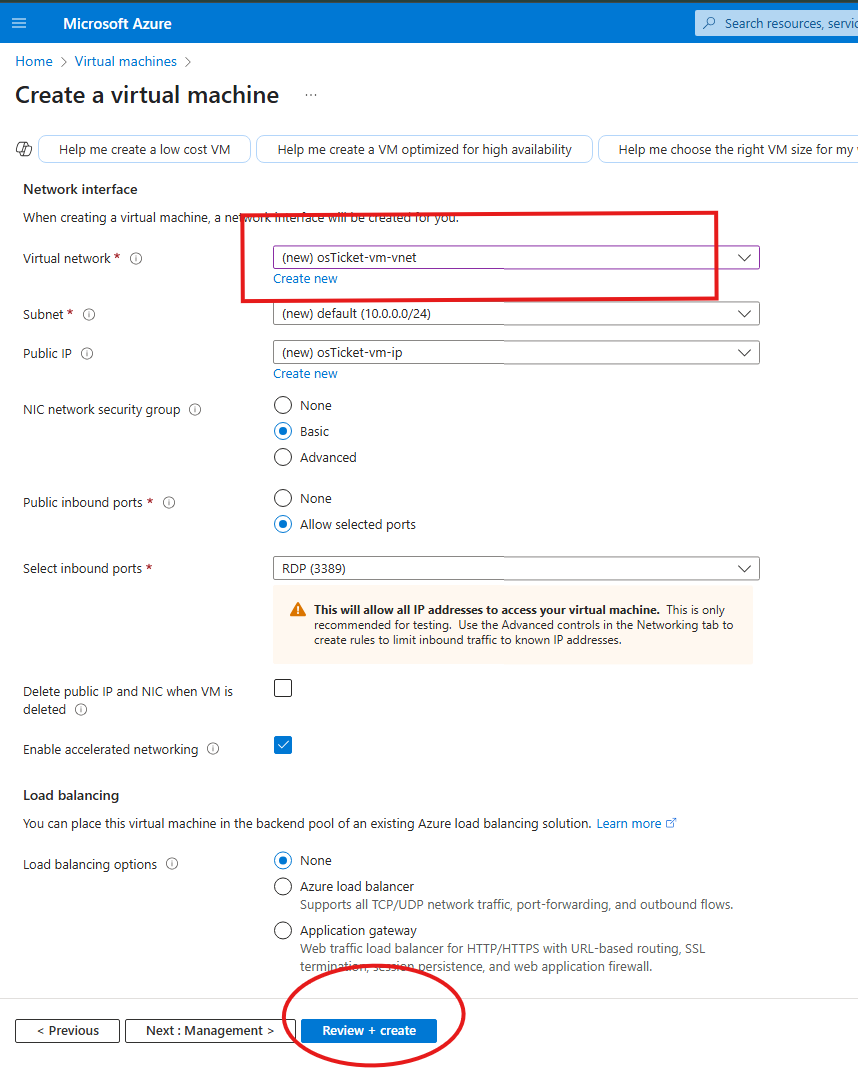 Microsoft Azure
Search resources, servic
Home > Virtual machines >
Create a virtual machine ...
Help me create a low cost VM
Help me create a VM optimized for high availability
Help me choose the right VM size for my
Network interface
When creating a virtual machine, a network interface will be created for you.
Virtual network *
(new) osTicket-vm-vnet
Create new
Subnet *
(new) default (10.0.0.0/24)
Public IP
(new) osTicket-vm-ip
Create new
NIC network security group
None
Basic
Advanced
Public inbound ports *
None
Allow selected ports
Select inbound ports *
RDP (3389)
This will allow all IP addresses to access your virtual machine. This is only
recommended for testing. Use the Advanced controls in the Networking tab to
create rules to limit inbound traffic to known IP addresses.
Delete public IP and NIC when VM is
deleted
Enable accelerated networking
Load balancing
You can place this virtual machine in the backend pool of an existing Azure load balancing solution. Learn more
Load balancing options
None
Azure load balancer
Supports all TCP/UDP network traffic, port-forwarding, and outbound flows.
Application gateway
Web traffic load balancer for HTTP/HTTPS with URL-based routing, SSL
termination, session persistence, and web application firewall.
< Previous
Next : Management >
Review + create